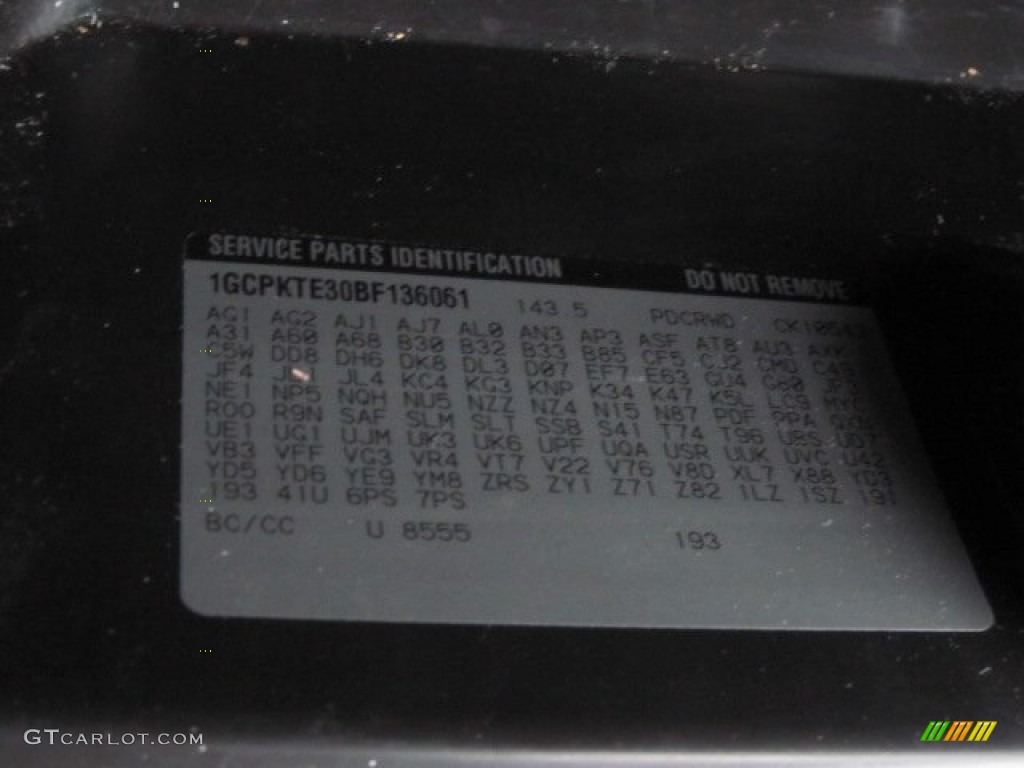 SERVICE PARTS IDENTIFICATION DO NOT REMOVE
1GCPKTE30BF136061 143.5 PDCRWD
AG1 AG2 AJ1 AJ7 AL0 AN3 AP3 ASF AT8 AU3
A31 A60 A68 B30 B32 B33 B85 CF5 CJ2 CMD
C5W DD8 DH6 DK8 DL3 D07 EF7 E63 GU4 G80
JF4 JL4 KC4 KG3 KNP K34 K47 K5L LC9
NE1 NP5 NQH NU5 NZZ NZ4 N15 N87 PDF PPA
R00 R9N SAF SLM SLT SS8 S41 T74 T96 U8S UD7
UE1 UG1 UJM UK3 UK6 UPF UQA USR UUK UVC U42
VB3 VFF VG3 VR4 VT7 V22 V76 V8D XL7 X88 YD3
YD5 YD6 YE9 YM8 ZRS ZY1 Z71 Z82 1LZ 1SZ 191
193 41U 6PS 7PS
BC/CC U 8555 193
GTCARLOT.COM